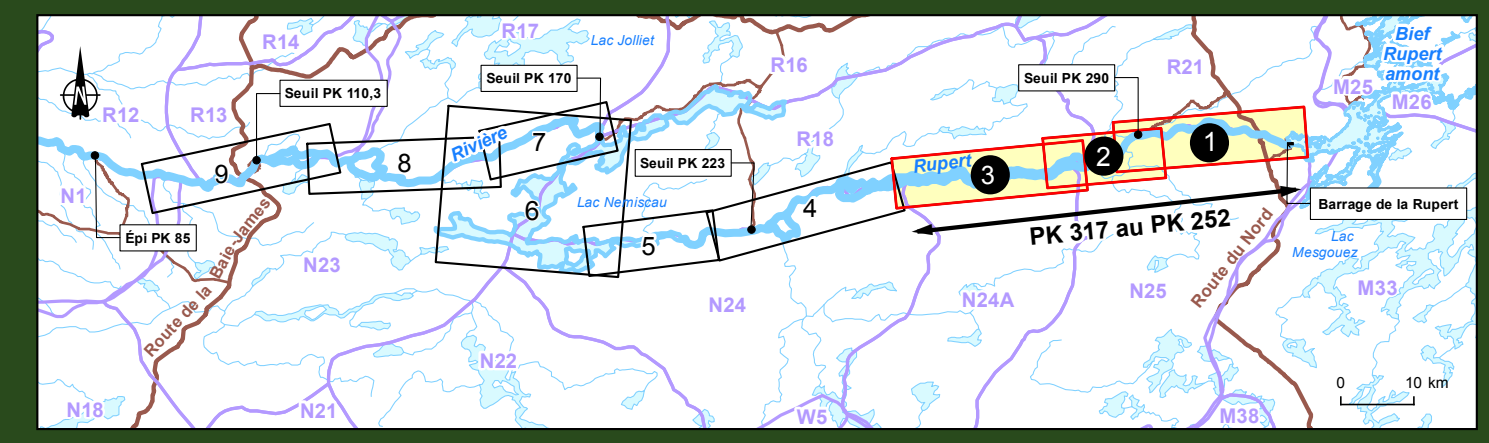 R17
Bief
Rupert
amont
R14
Lac Jolliet
R16
R21
Seuil PK 170
Seuil PK 290
M25
M26
N
Seuil PK 110,3
R12
R13
Rivière
R18
7
1
2
8
Seuil PK 223
Rupert
3
9
N1
6
Lac Nemiscau
4
Barrage de la Rupert
Épi PK 85
5
PK 317 au PK 252
Lac
Mesgouez
N23
Route de la Baie-James
N24
N24A
N25
Route du Nord
M33
N22
0 10 km
N18
N21
W5
M38